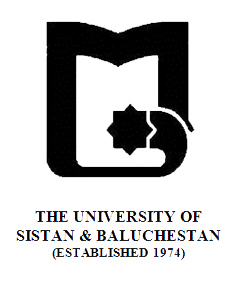 THE UNIVERSITY OF
SISTAN & BALUCHESTAN
(ESTABLISHED 1974)